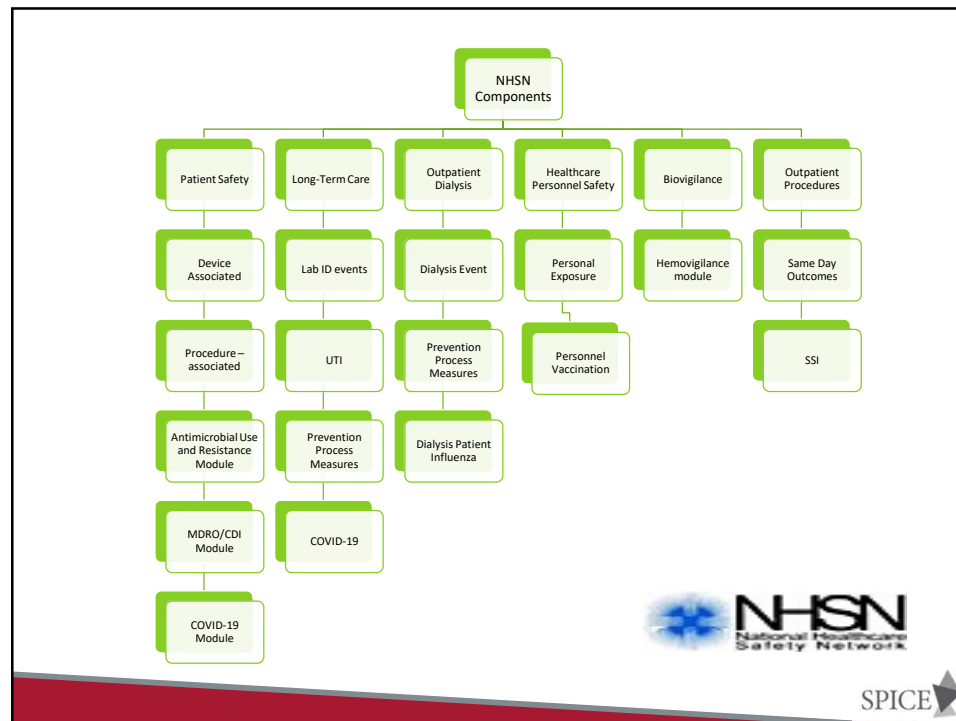 NHSN
Components
Patient Safety
Long-Term Care
Outpatient
Dialysis
Healthcare
Personnel Safety
Biovigilance
Outpatient
Procedures
Device
Associated
Lab ID events
Dialysis Event
Personal
Exposure
Hemovigilance
module
Same Day
Outcomes
Procedure –
associated
UTI
Prevention
Process
Measures
Personnel
Vaccination
SSI
Antimicrobial Use
and Resistance
Module
Prevention
Process
Measures
Dialysis Patient
Influenza
MDRO/CDI
Module
COVID-19
COVID-19
Module
NHSN
National Healthcare
Safety Network
SPICE